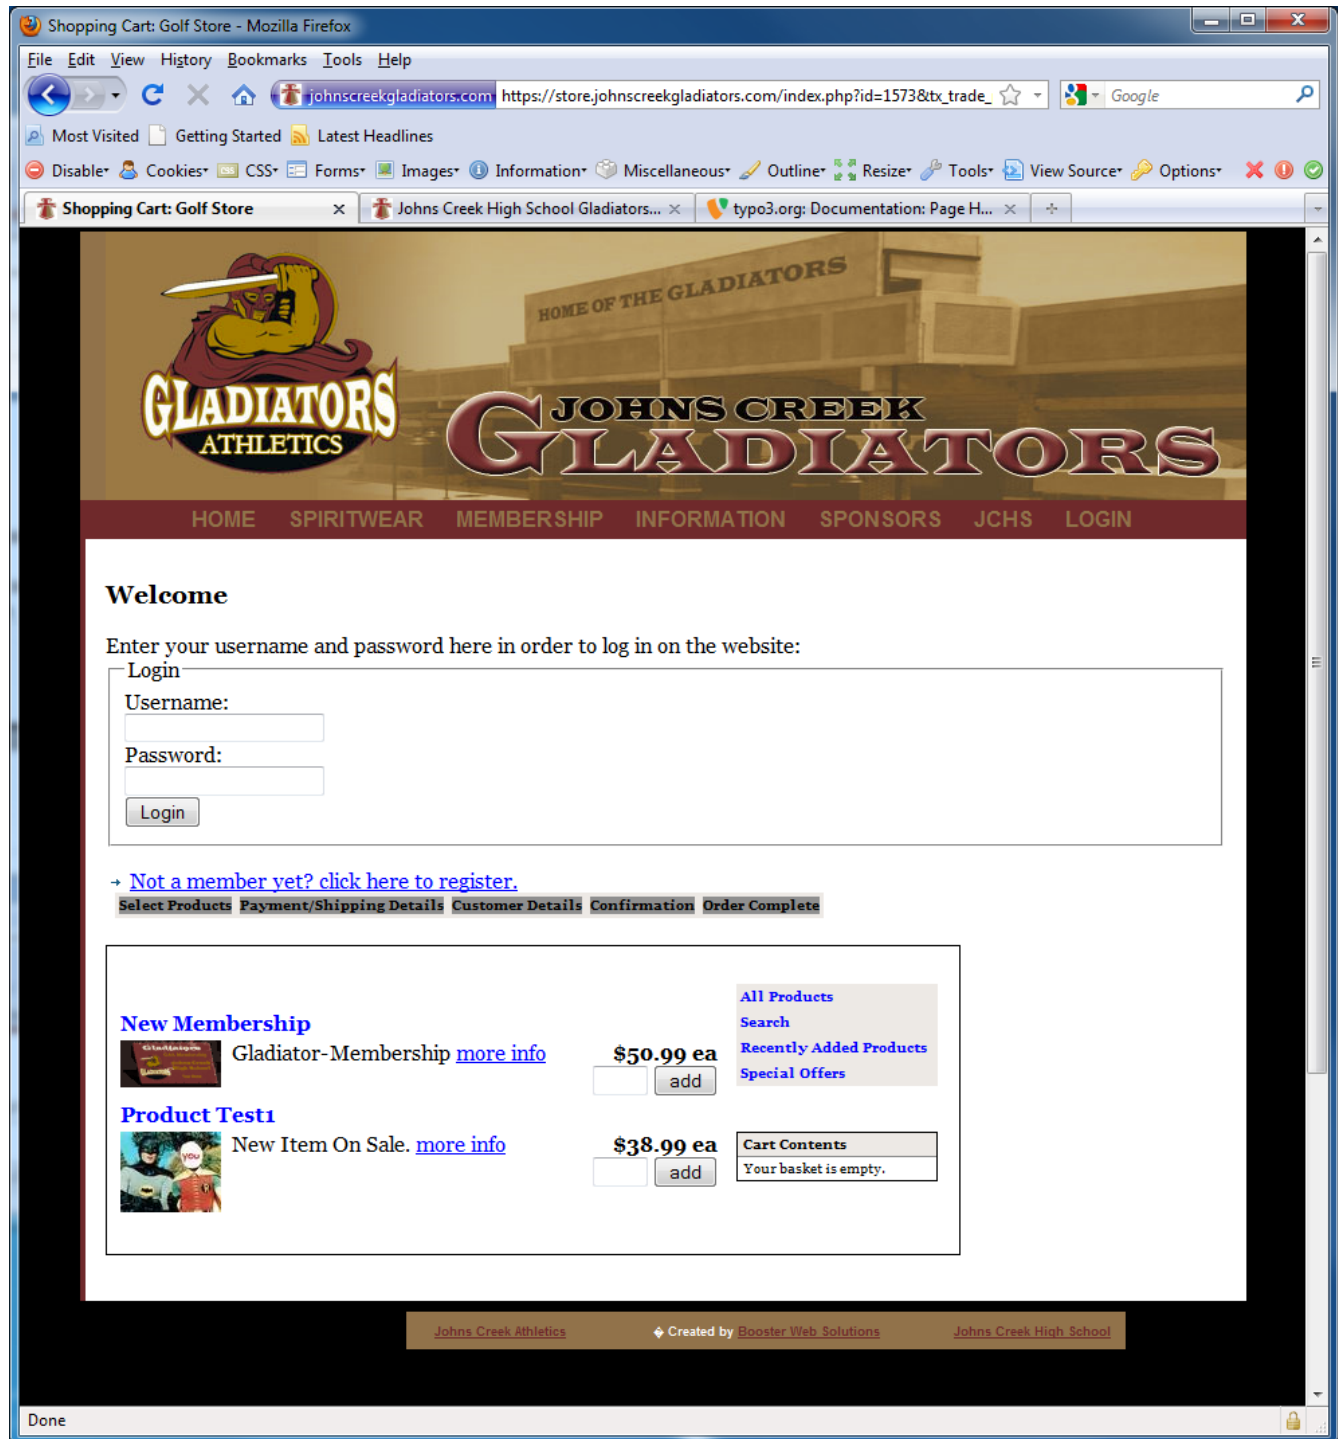 Shopping Cart: Golf Store - Mozilla Firefox
File Edit View History Bookmarks Tools Help
johnscreekgladiators.com https://store.johnscreekgladiators.com/index.php?id=1573&tx_trade_ Google
Most Visited Getting Started Latest Headlines
Disable Cookies CSS Forms Images Information Miscellaneous Outline Resize Tools View Source Options
Shopping Cart: Golf Store Johns Creek High School Gladiators... typo3.org: Documentation: Page H...
HOME OF THE GLADIATORS
GLADIATORS
ATHLETICS
JOHNS CREEK
GLADIATORS
HOME SPIRITWEAR MEMBERSHIP INFORMATION SPONSORS JCHS LOGIN
Welcome
Enter your username and password here in order to log in on the website:
Login
Username:
Password:
Login
Not a member yet? click here to register.
Select Products Payment/Shipping Details Customer Details Confirmation Order Complete
All Products
Search
Recently Added Products
Special Offers
New Membership
Gladiator-Membership more info $50.99 ea
add
Product Test1
you
New Item On Sale. more info $38.99 ea
add
Cart Contents
Your basket is empty.
Johns Creek Athletics � Created by Booster Web Solutions Johns Creek High School
Done